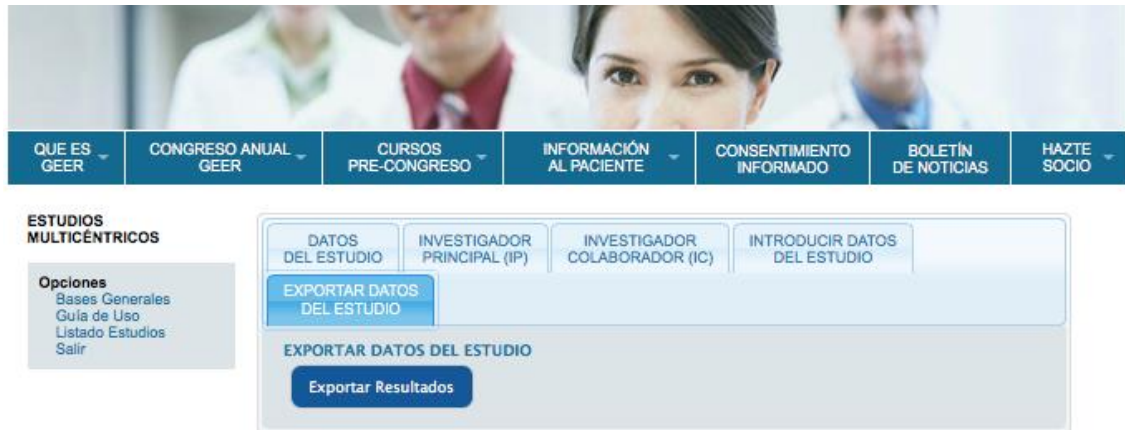 QUE ES
GEER
CONGRESO ANUAL
GEER
CURSOS
PRE-CONGRESO
INFORMACIÓN
AL PACIENTE
CONSENTIMIENTO
INFORMADO
BOLETÍN
DE NOTICIAS
HAZTE
SOCIO
ESTUDIOS
MULTICÉNTRICOS
Opciones
Bases Generales
Guía de Uso
Listado Estudios
Salir
DATOS
DEL ESTUDIO
INVESTIGADOR
PRINCIPAL (IP)
INVESTIGADOR
COLABORADOR (IC)
INTRODUCIR DATOS
DEL ESTUDIO
EXPORTAR DATOS
DEL ESTUDIO
EXPORTAR DATOS DEL ESTUDIO
Exportar Resultados